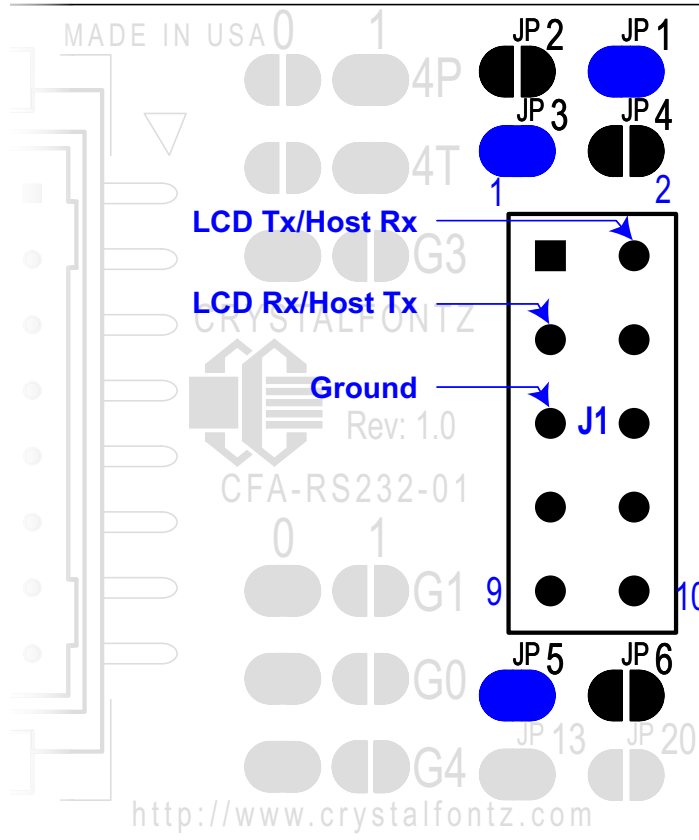 MADE IN USA 0 1
JP 2 JP 1
4P
JP 3 JP 4
4T
1 2
LCD Tx/Host Rx
G3
LCD Rx/Host Tx
CRYSTALFONTZ
Ground
J1
Rev: 1.0
CFA-RS232-01
0 1
G1 9 10
JP 5 JP 6
G0
JP 13 JP 20
G4
http://www.crystalfontz.com